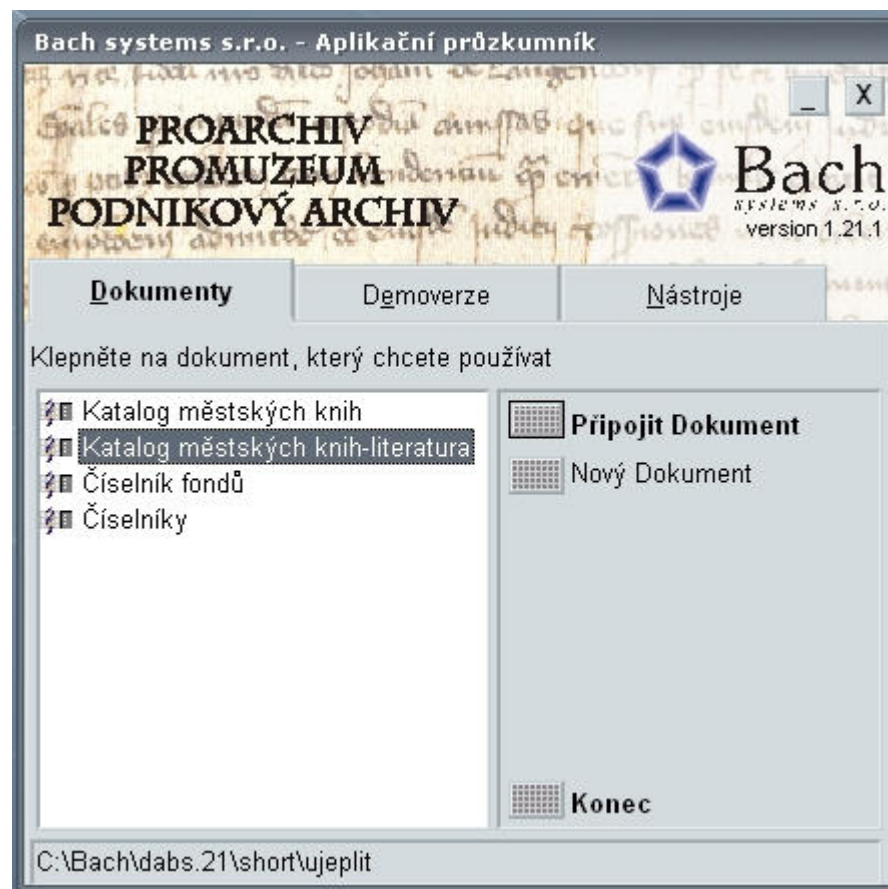 Bach systems s.r.o. - Aplikační průzkumník
_ X
PROARCHIV
PROMUZEUM
PODNIKOVÝ ARCHIV
Bach
systems s.r.o.
version 1.21.1
Dokumenty Demoverze Nástroje
Klepněte na dokument, který chcete používat
Katalog městských knih
Katalog městských knih-literatura
Číselník fondů
Číselníky
Připojit Dokument
Nový Dokument
Konec
C:\Bach\dabs.21\short\ujeplit